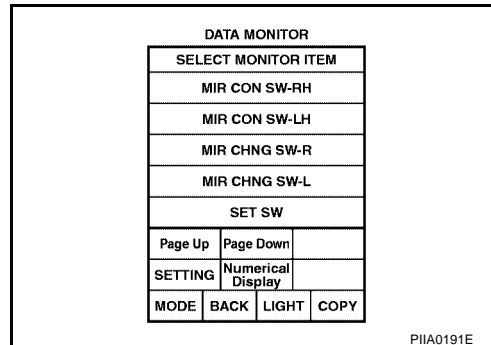 DATA MONITOR
SELECT MONITOR ITEM
MIR CON SW-RH
MIR CON SW-LH
MIR CHNG SW-R
MIR CHNG SW-L
SET SW
Page Up Page Down
SETTING Numerical
Display
MODE BACK LIGHT COPY
PIIA0191E